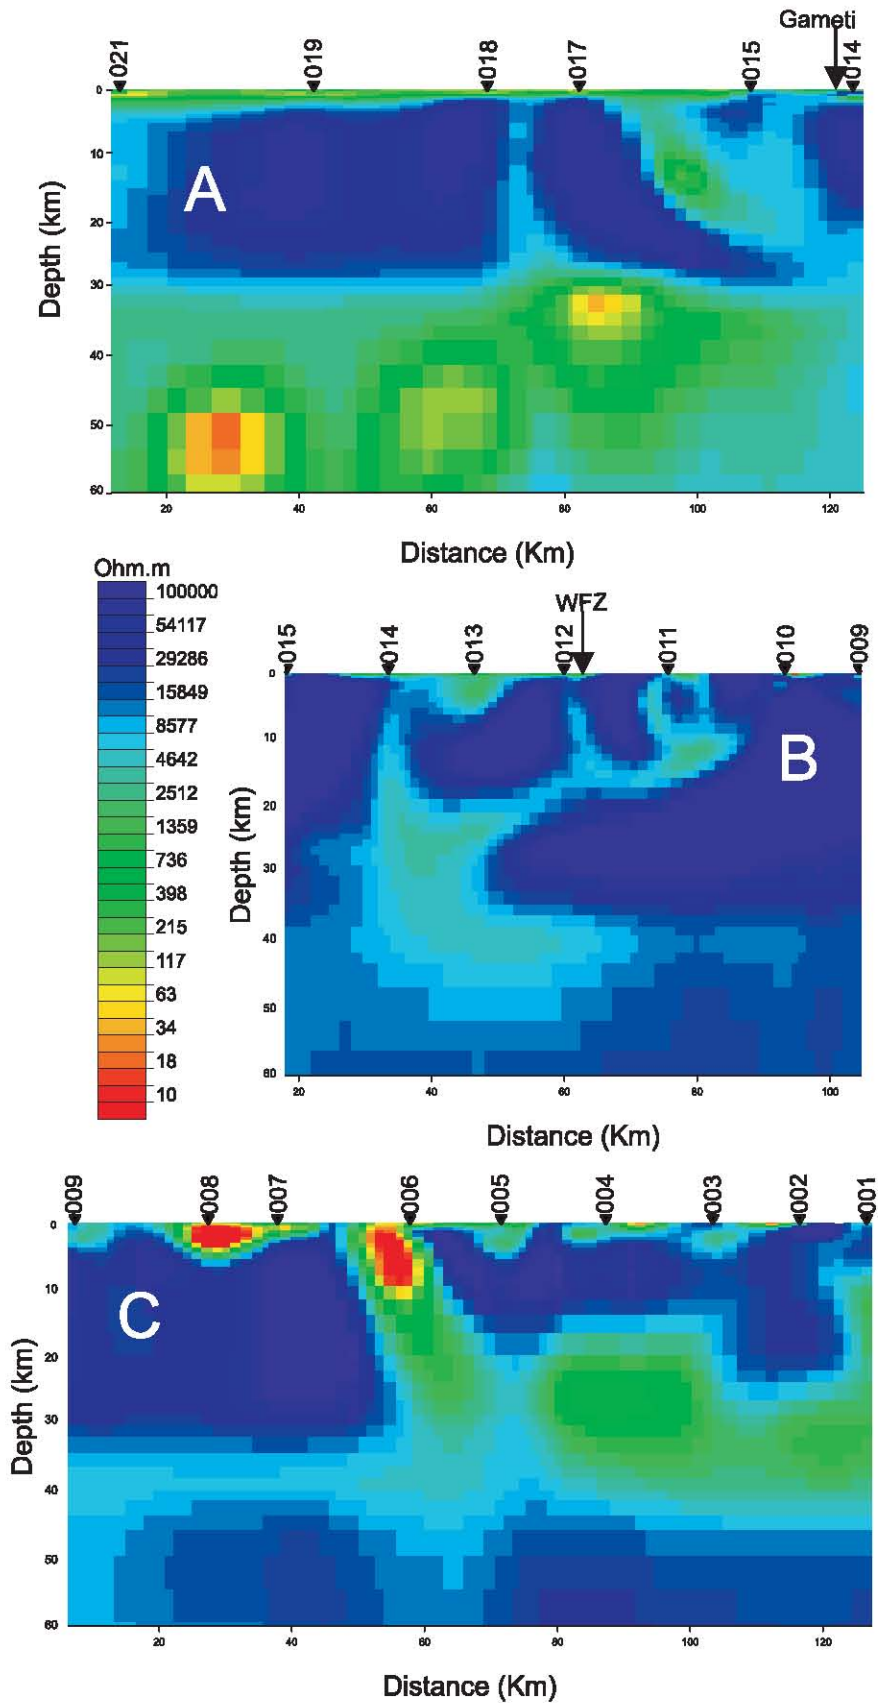 Gameti
021 019 018 017 015 014
0
10
20
30
40
50
60
A
Depth (km)
20 40 60 80 100 120
Distance (Km)
Ohm.m
100000
54117
29286
15849
8577
4642
2512
1359
736
398
215
117
63
34
18
10
WFZ
015 014 013 012 011 010 009
0
10
20
30
40
50
60
B
Depth (km)
20 40 60 80 100
Distance (Km)
009 008 007 006 005 004 003 002 001
0
10
20
30
40
50
60
C
Depth (km)
20 40 60 80 100 120
Distance (Km)